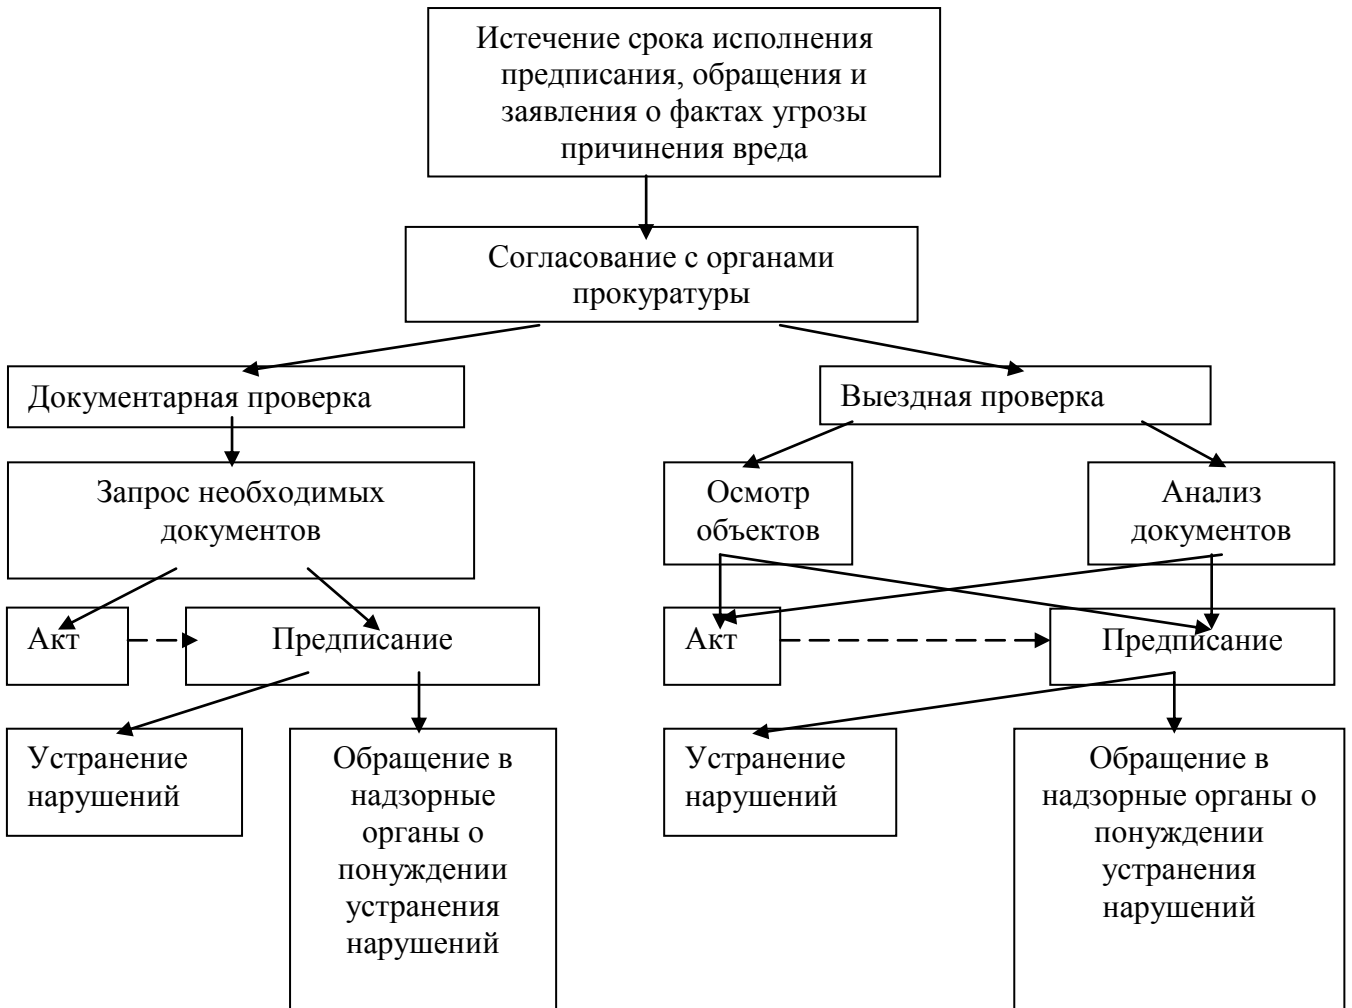 Истечение срока исполнения
предписания, обращения и
заявления о фактах угрозы
причинения вреда
Согласование с органами
прокуратуры
Документарная проверка
Выездная проверка
Запрос необходимых
документов
Осмотр
объектов
Анализ
документов
Акт
Предписание
Акт
Предписание
Устранение
нарушений
Обращение в
надзорные
органы о
понуждении
устранения
нарушений
Устранение
нарушений
Обращение в
надзорные органы о
понуждении
устранения
нарушений